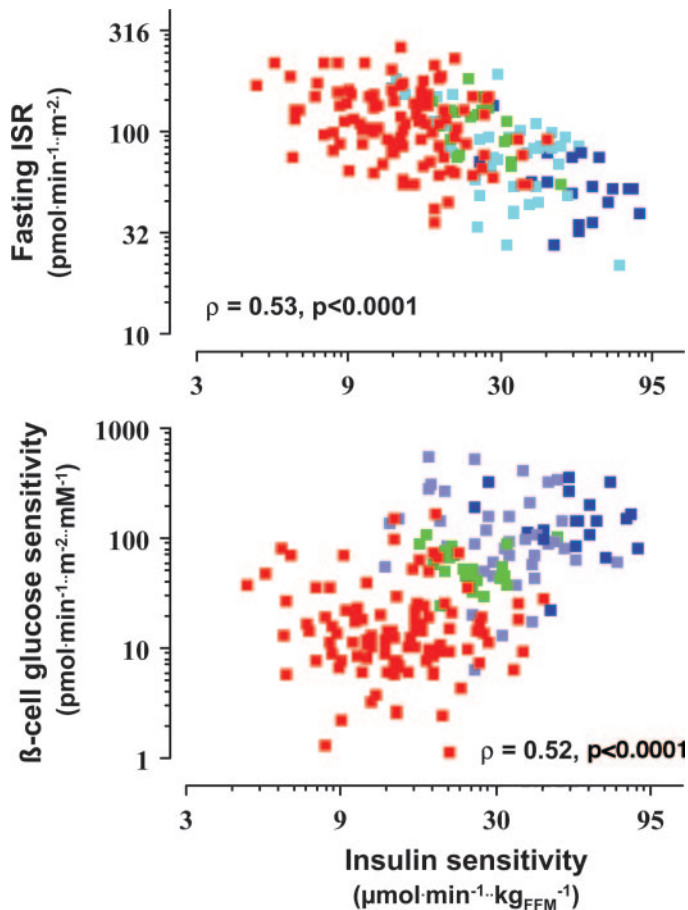 316
100
32
10
Fasting ISR
(pmol·min⁻¹··m⁻²·)
ρ = 0.53, p<0.0001
3 9 30 95
1000
100
10
1
ß-cell glucose sensitivity
(pmol·min⁻¹··m⁻²··mM⁻¹)
ρ = 0.52, p<0.0001
3 9 30 95
Insulin sensitivity
(µmol·min⁻¹··kg_FFM⁻¹)